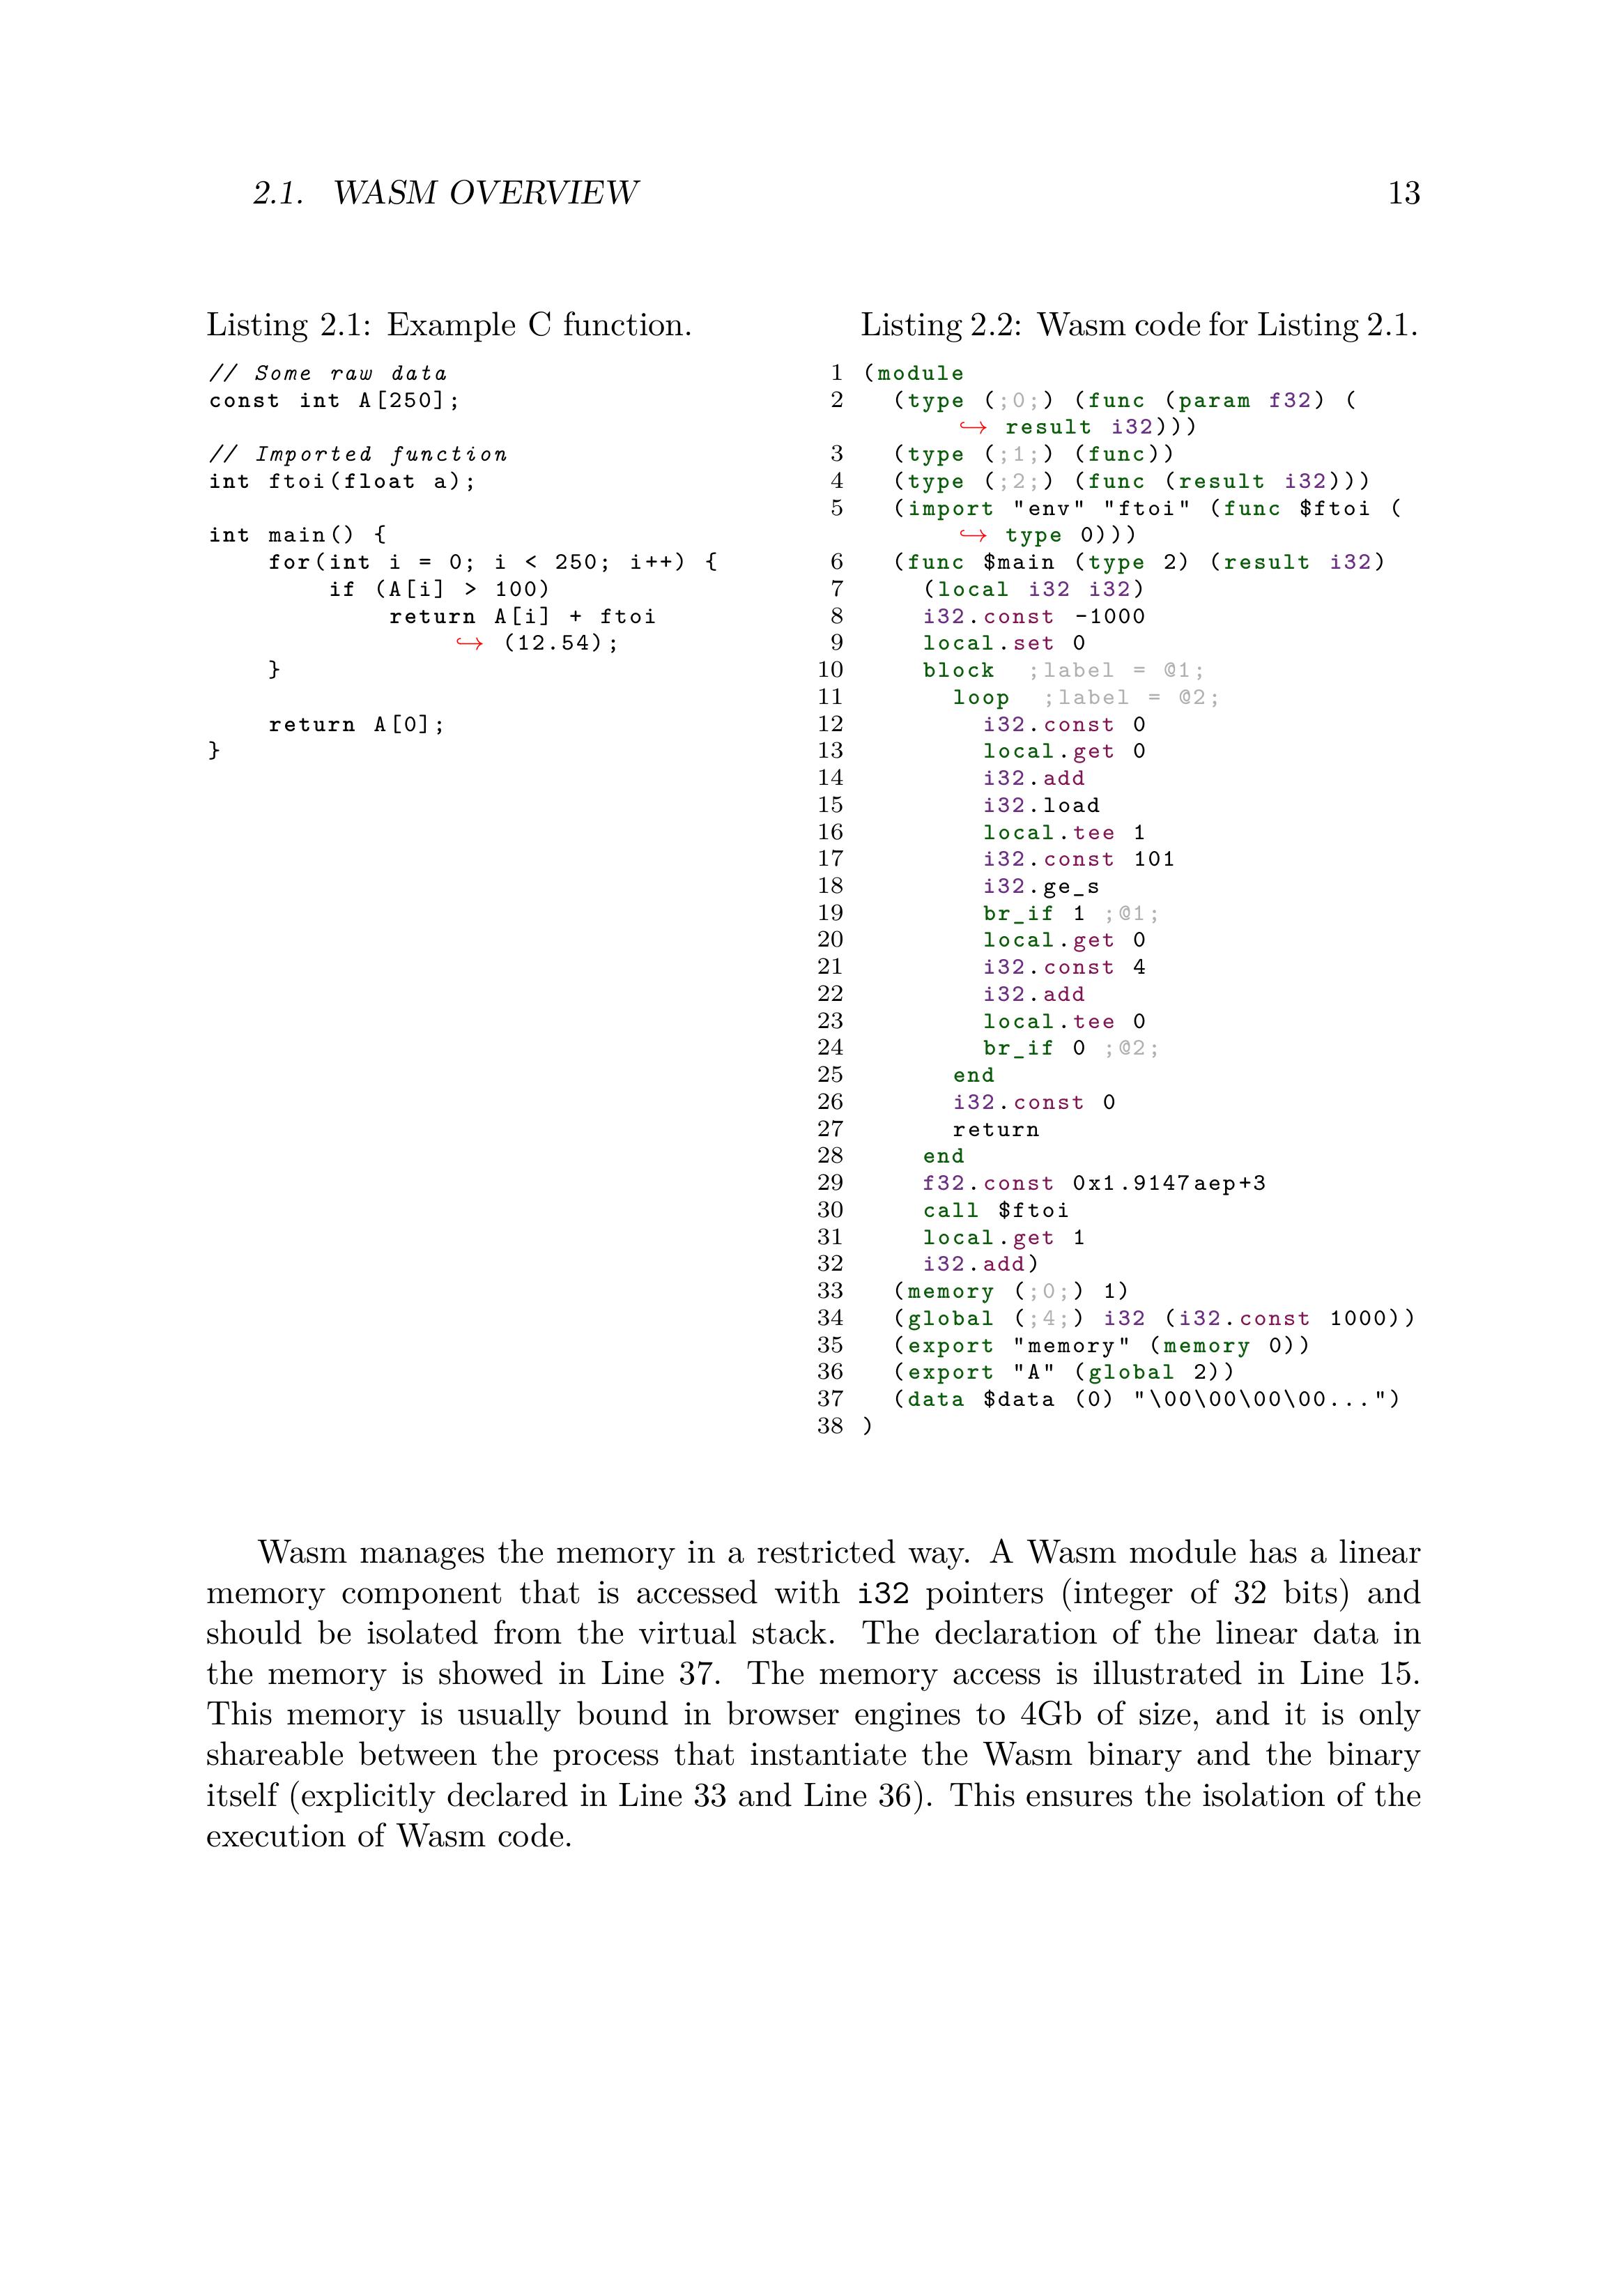 2.1. WASM OVERVIEW 13
Listing 2.1: Example C function.
// Some raw data
const int A[250];

// Imported function
int ftoi(float a);

int main() {
    for(int i = 0; i < 250; i++) {
        if (A[i] > 100)
            return A[i] + ftoi
                ↪ (12.54);
    }

    return A[0];
}
Listing 2.2: Wasm code for Listing 2.1.
1 (module
2   (type (;0;) (func (param f32) (
      ↪ result i32)))
3   (type (;1;) (func))
4   (type (;2;) (func (result i32)))
5   (import "env" "ftoi" (func $ftoi (
      ↪ type 0)))
6   (func $main (type 2) (result i32)
7     (local i32 i32)
8     i32.const -1000
9     local.set 0
10     block  ;label = @1;
11       loop  ;label = @2;
12         i32.const 0
13         local.get 0
14         i32.add
15         i32.load
16         local.tee 1
17         i32.const 101
18         i32.ge_s
19         br_if 1 ;@1;
20         local.get 0
21         i32.const 4
22         i32.add
23         local.tee 0
24         br_if 0 ;@2;
25       end
26       i32.const 0
27       return
28     end
29     f32.const 0x1.9147aep+3
30     call $ftoi
31     local.get 1
32     i32.add)
33   (memory (;0;) 1)
34   (global (;4;) i32 (i32.const 1000))
35   (export "memory" (memory 0))
36   (export "A" (global 2))
37   (data $data (0) "\00\00\00\00...")
38 )
Wasm manages the memory in a restricted way. A Wasm module has a linear
memory component that is accessed with i32 pointers (integer of 32 bits) and
should be isolated from the virtual stack. The declaration of the linear data in
the memory is showed in Line 37. The memory access is illustrated in Line 15.
This memory is usually bound in browser engines to 4Gb of size, and it is only
shareable between the process that instantiate the Wasm binary and the binary
itself (explicitly declared in Line 33 and Line 36). This ensures the isolation of the
execution of Wasm code.